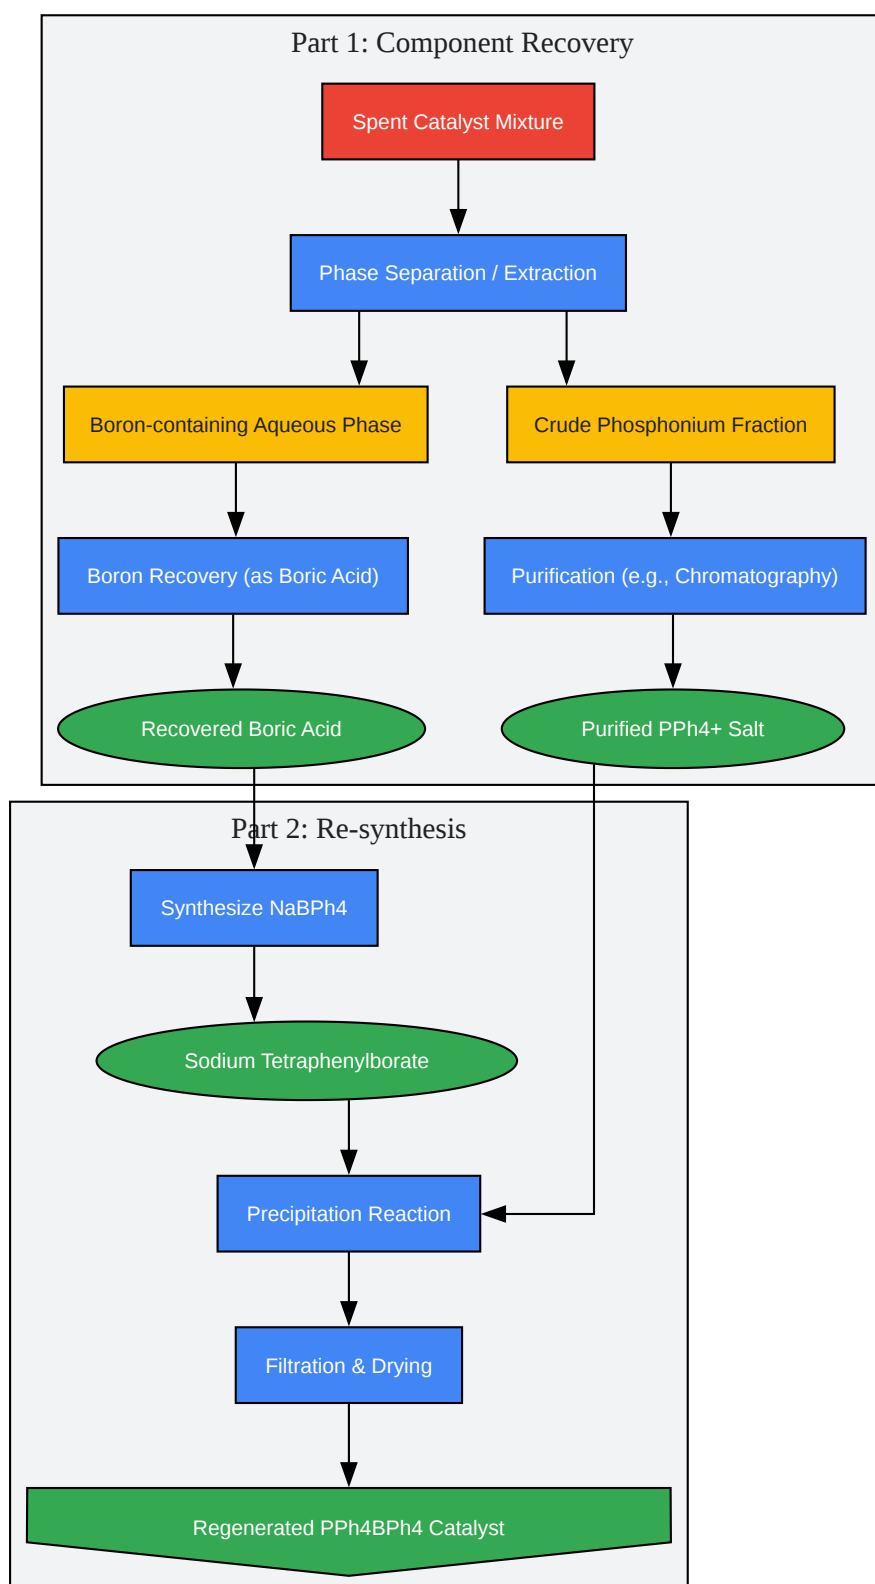 Part 1: Component Recovery
Spent Catalyst Mixture
Phase Separation / Extraction
Boron-containing Aqueous Phase
Crude Phosphonium Fraction
Boron Recovery (as Boric Acid)
Purification (e.g., Chromatography)
Recovered Boric Acid
Purified PPh4+ Salt
Part 2: Re-synthesis
Synthesize NaBPh4
Sodium Tetraphenylborate
Precipitation Reaction
Filtration & Drying
Regenerated PPh4BPh4 Catalyst